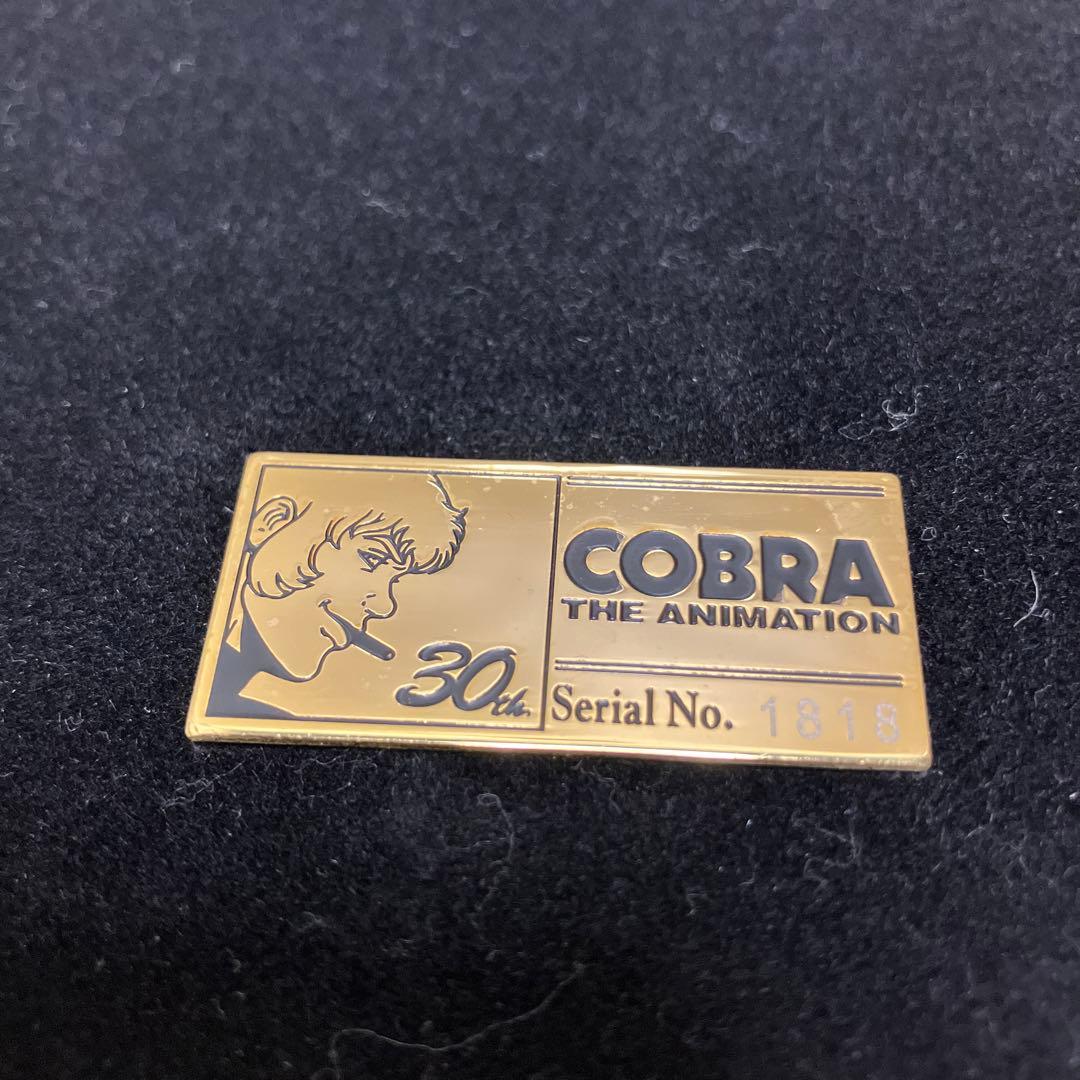 30th.
COBRA
THE ANIMATION
Serial No. 1818